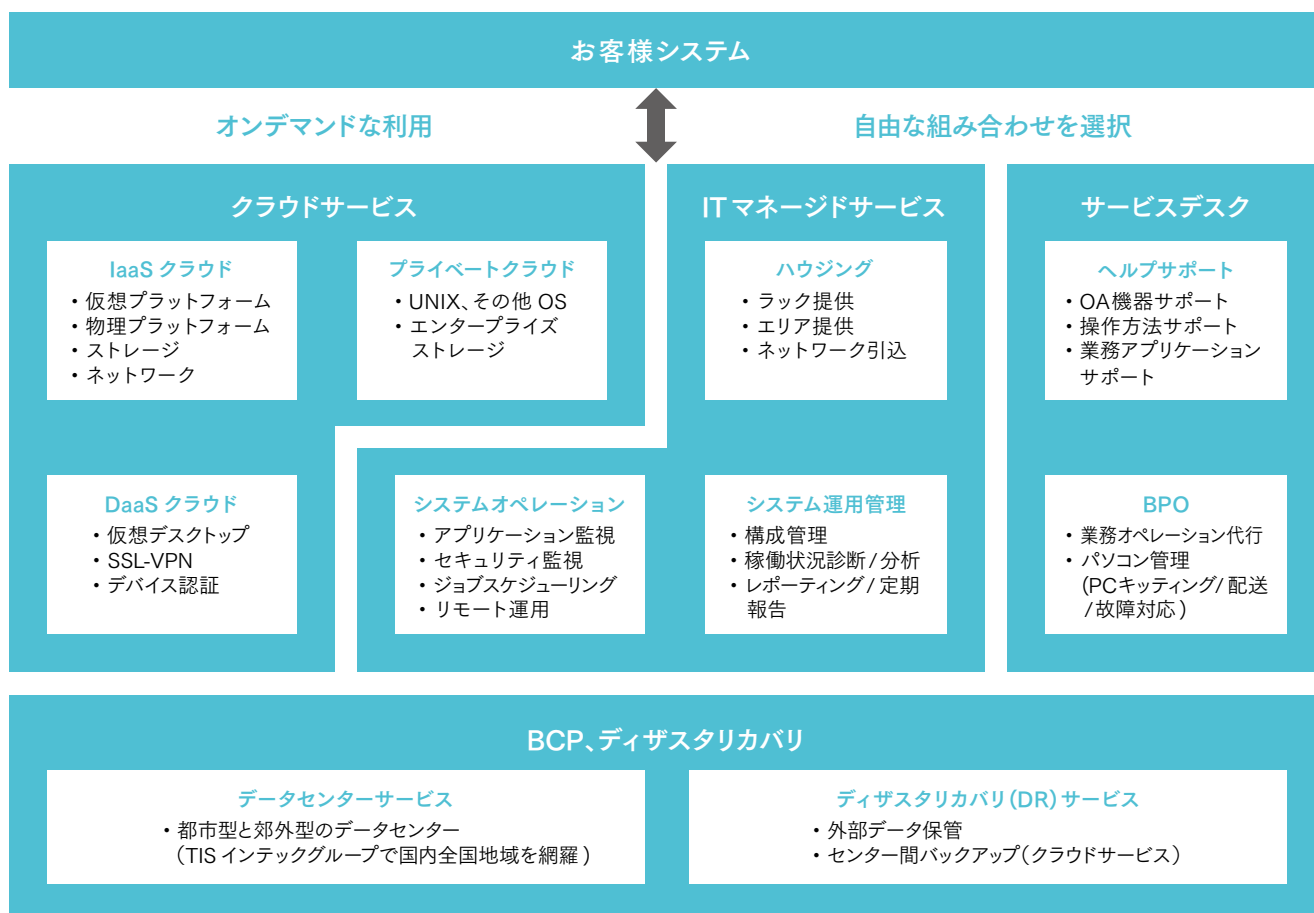 お客様システム
オンデマンドな利用
自由な組み合わせを選択
クラウドサービス
IaaS クラウド
・仮想プラットフォーム
・物理プラットフォーム
・ストレージ
・ネットワーク
プライベートクラウド
・UNIX、その他 OS
・エンタープライズ
ストレージ
DaaS クラウド
・仮想デスクトップ
・SSL-VPN
・デバイス認証
IT マネージドサービス
ハウジング
・ラック提供
・エリア提供
・ネットワーク引込
システムオペレーション
・アプリケーション監視
・セキュリティ監視
・ジョブスケジューリング
・リモート運用
システム運用管理
・構成管理
・稼働状況診断/分析
・レポーティング/定期
報告
サービスデスク
ヘルプサポート
・OA機器サポート
・操作方法サポート
・業務アプリケーション
サポート
BPO
・業務オペレーション代行
・パソコン管理
(PCキッティング/配送
/故障対応)
BCP、ディザスタリカバリ
データセンターサービス
・都市型と郊外型のデータセンター
(TIS インテックグループで国内全国地域を網羅)
ディザスタリカバリ(DR)サービス
・外部データ保管
・センター間バックアップ(クラウドサービス)